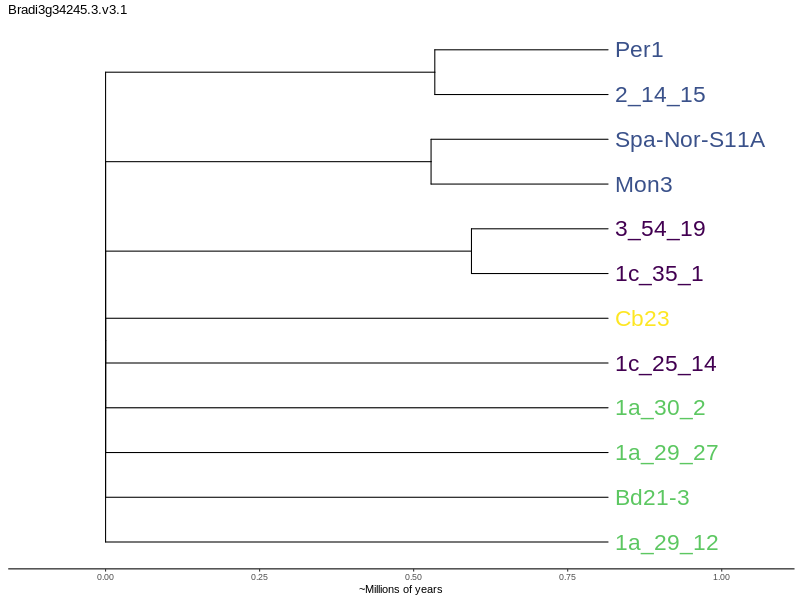 Bradi3g34245.3.v3.1
Per1
2_14_15
Spa-Nor-S11A
Mon3
3_54_19
1c_35_1
Cb23
1c_25_14
1a_30_2
1a_29_27
Bd21-3
1a_29_12
0.00 0.25 0.50 0.75 1.00
~Millions of years